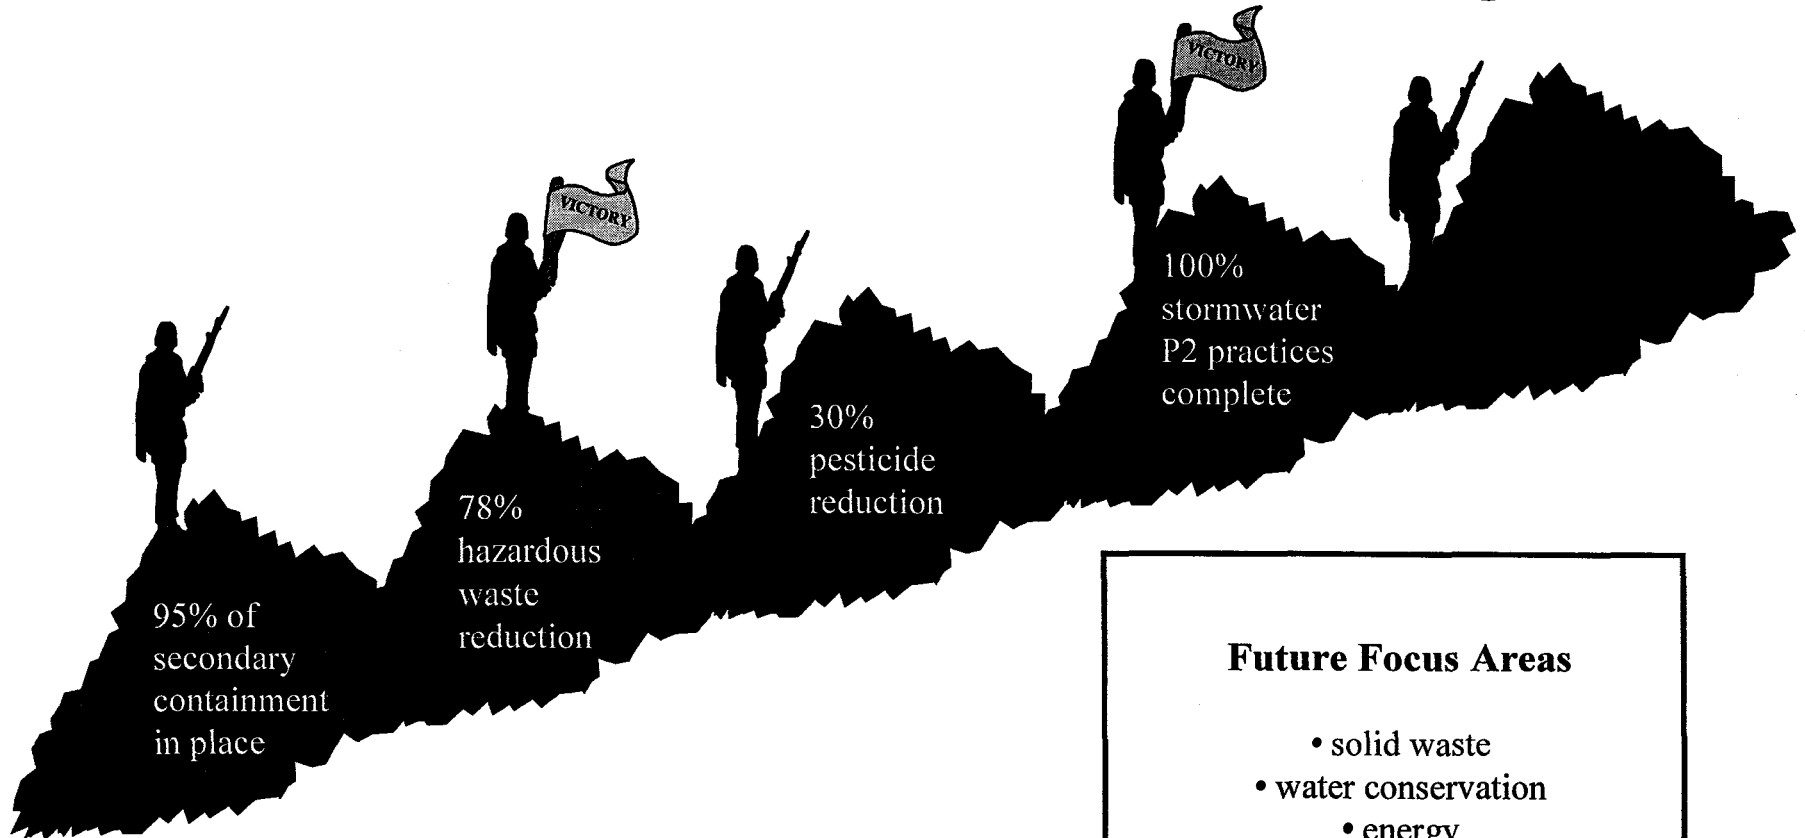 VICTORY
VICTORY
95% of
secondary
containment
in place
78%
hazardous
waste
reduction
30%
pesticide
reduction
100%
stormwater
P2 practices
complete
Future Focus Areas
• solid waste
• water conservation
• energy